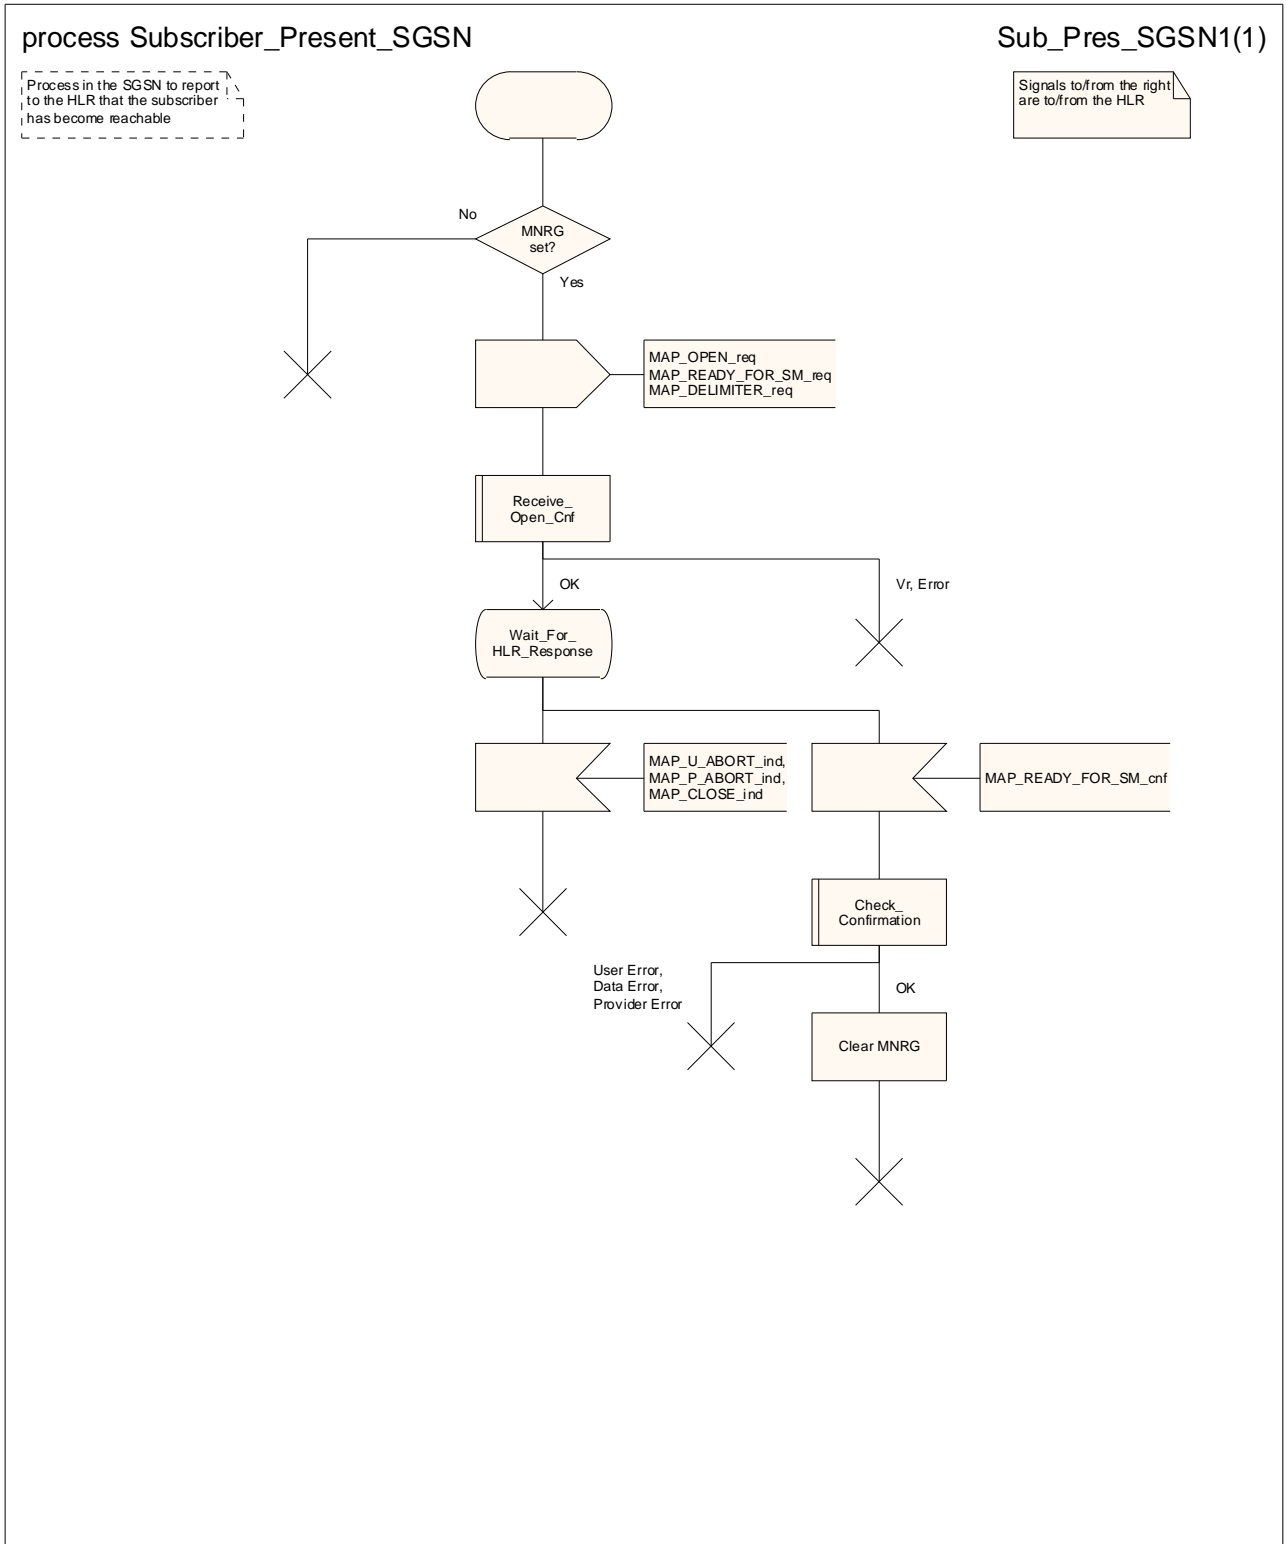 process Subscriber_Present_SGSN
Sub_Pres_SGSN1(1)
Process in the SGSN to report
to the HLR that the subscriber
has become reachable
Signals to/from the right
are to/from the HLR
No
MNRG
set?
Yes
MAP_OPEN_req
MAP_READY_FOR_SM_req
MAP_DELIMITER_req
Receive_
Open_Cnf
OK
Vr, Error
Wait_For_
HLR_Response
MAP_U_ABORT_ind,
MAP_P_ABORT_ind,
MAP_CLOSE_ind
MAP_READY_FOR_SM_cnf
Check_
Confirmation
User Error,
Data Error,
Provider Error
OK
Clear MNRG